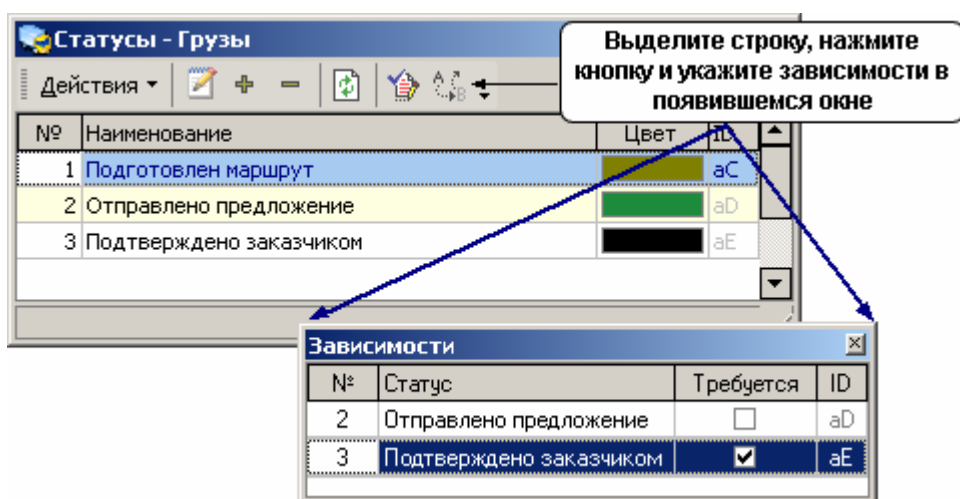 Статусы - Грузы
Выделите строку, нажмите
кнопку и укажите зависимости в
появившемся окне
Действия
№ Наименование Цвет ID
1 Подготовлен маршрут aC
2 Отправлено предложение aD
3 Подтверждено заказчиком aE
Зависимости
№ Статус Требуется ID
2 Отправлено предложение aD
3 Подтверждено заказчиком aE